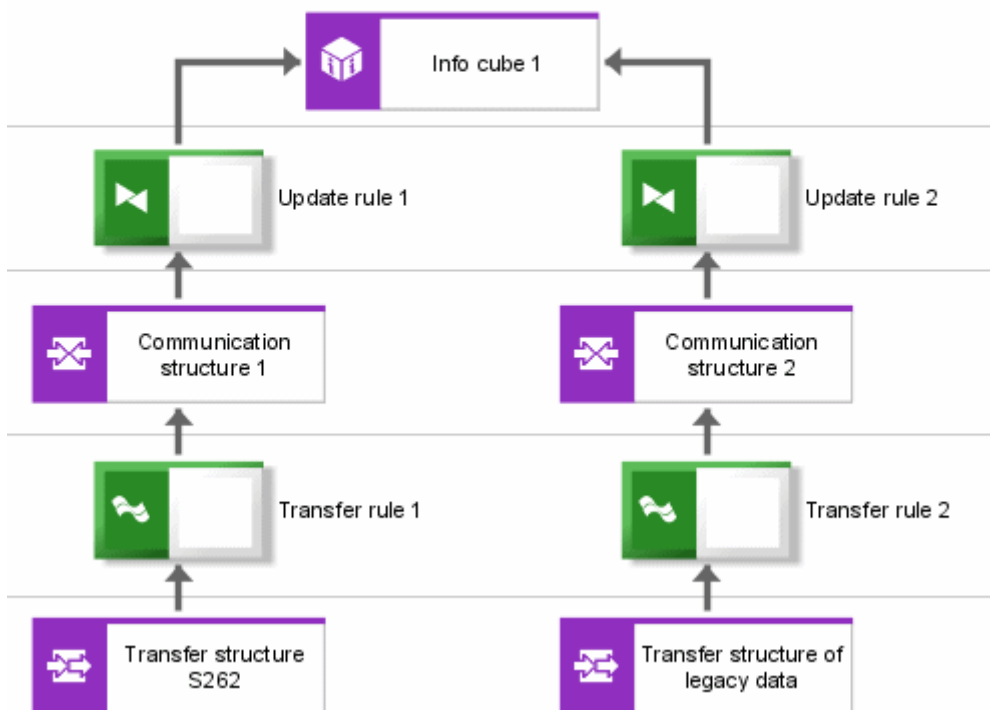 Info cube 1
Update rule 1
Update rule 2
Communication
structure 1
Communication
structure 2
Transfer rule 1
Transfer rule 2
Transfer structure
S262
Transfer structure of
legacy data